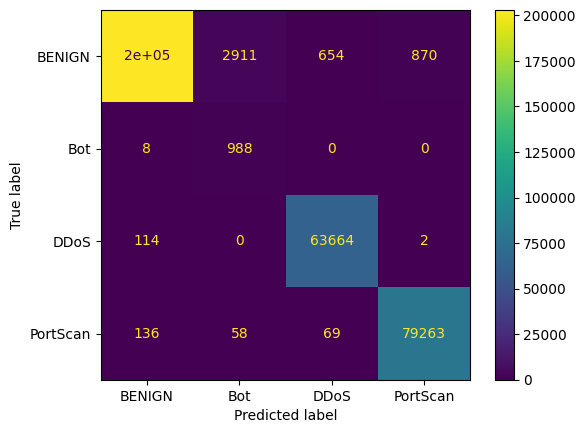 BENIGN 2e+05 2911 654 870
Bot 8 988 0 0
DDoS 114 0 63664 2
PortScan 136 58 69 79263
BENIGN Bot DDoS PortScan
Predicted label
True label
200000
175000
150000
125000
100000
75000
50000
25000
0